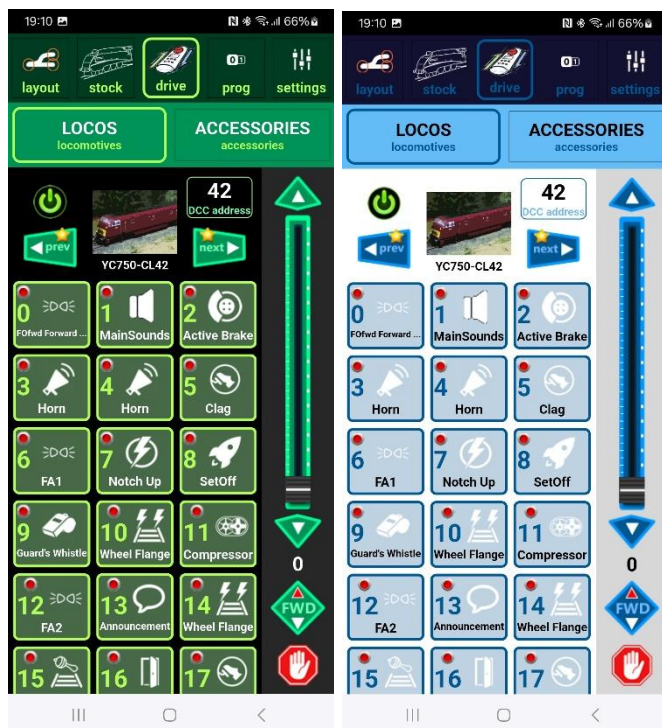 19:10 66%
layout stock drive prog settings
LOCOS ACCESSORIES
locomotives accessories
42
DCC address
prev next
YC750-CL42
0 1 2
F0fwd Forward ... MainSounds Active Brake
3 4 5
Horn Horn Clag
6 7 8
FA1 Notch Up SetOff
9 10 11
Guard's Whistle Wheel Flange Compressor
0
12 13 14
FWD
FA2 Announcement Wheel Flange
15 16 17
19:10 66%
layout stock drive prog settings
LOCOS ACCESSORIES
locomotives accessories
42
DCC address
prev next
YC750-CL42
0 1 2
F0fwd Forward ... MainSounds Active Brake
3 4 5
Horn Horn Clag
6 7 8
FA1 Notch Up SetOff
9 10 11
Guard's Whistle Wheel Flange Compressor
0
12 13 14
FWD
FA2 Announcement Wheel Flange
15 16 17